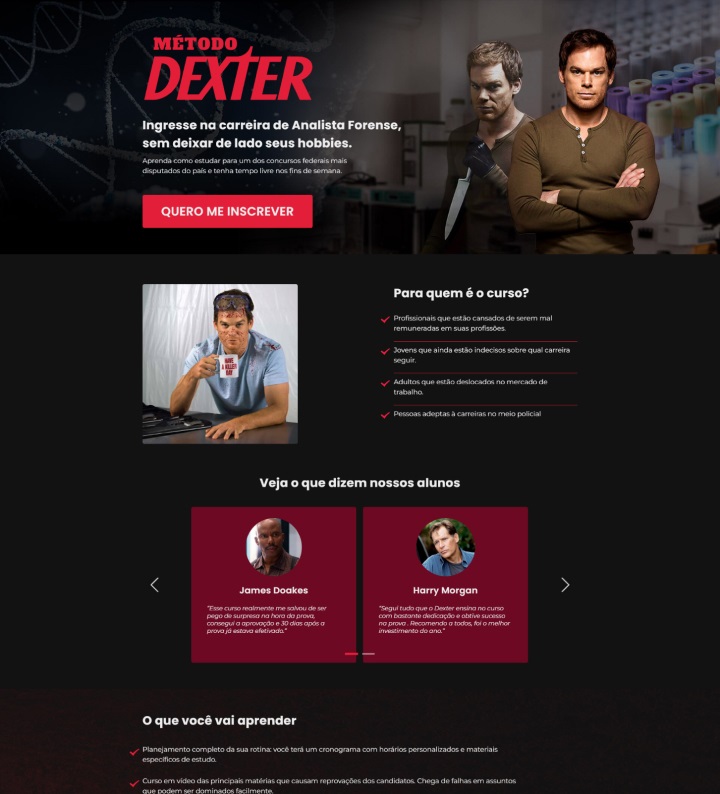 MÉTODO
DEXTER
Ingresse na carreira de Analista Forense,
sem deixar de lado seus hobbies.
Aprenda como estudar para um dos concursos federais mais
disputados do país e tenha tempo livre nos fins de semana.
QUERO ME INSCREVER
HAVE
A KILLER
DAY
Para quem é o curso?
Profissionais que estão cansados de serem mal
remuneradas em suas profissões.
Jovens que ainda estão indecisos sobre qual carreira
seguir.
Adultos que estão deslocados no mercado de
trabalho.
Pessoas adeptas à carreiras no meio policial
Veja o que dizem nossos alunos
James Doakes
"Esse curso realmente me salvou de ser
pego de surpresa na hora da prova,
consegui a aprovação e 30 dias após a
prova já estava efetivado."
Harry Morgan
"Segui tudo que o Dexter ensina no curso
com bastante dedicação e obtive sucesso
na prova . Recomendo a todos, foi o melhor
investimento do ano."
O que você vai aprender
Planejamento completo da sua rotina: você terá um cronograma com horários personalizados e materiais
específicos de estudo.
Curso em vídeo das principais matérias que causam reprovações dos candidatos. Chega de falhas em assuntos
que podem ser dominados facilmente.